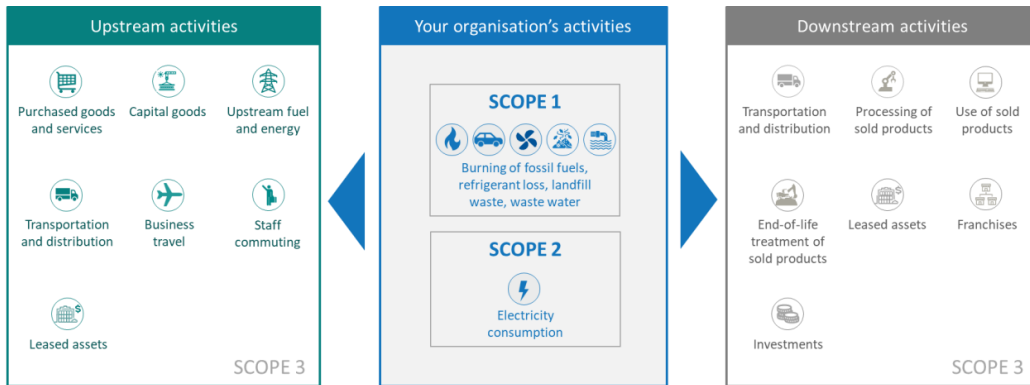 Upstream activities
Purchased goods
and services
Capital goods
Upstream fuel
and energy
Transportation
and distribution
Business
travel
Staff
commuting
Leased assets
SCOPE 3
Your organisation's activities
SCOPE 1
Burning of fossil fuels,
refrigerant loss, landfill
waste, waste water
SCOPE 2
Electricity
consumption
Downstream activities
Transportation
and distribution
Processing of
sold products
Use of sold
products
End-of-life
treatment of
sold products
Leased assets
Franchises
Investments
SCOPE 3